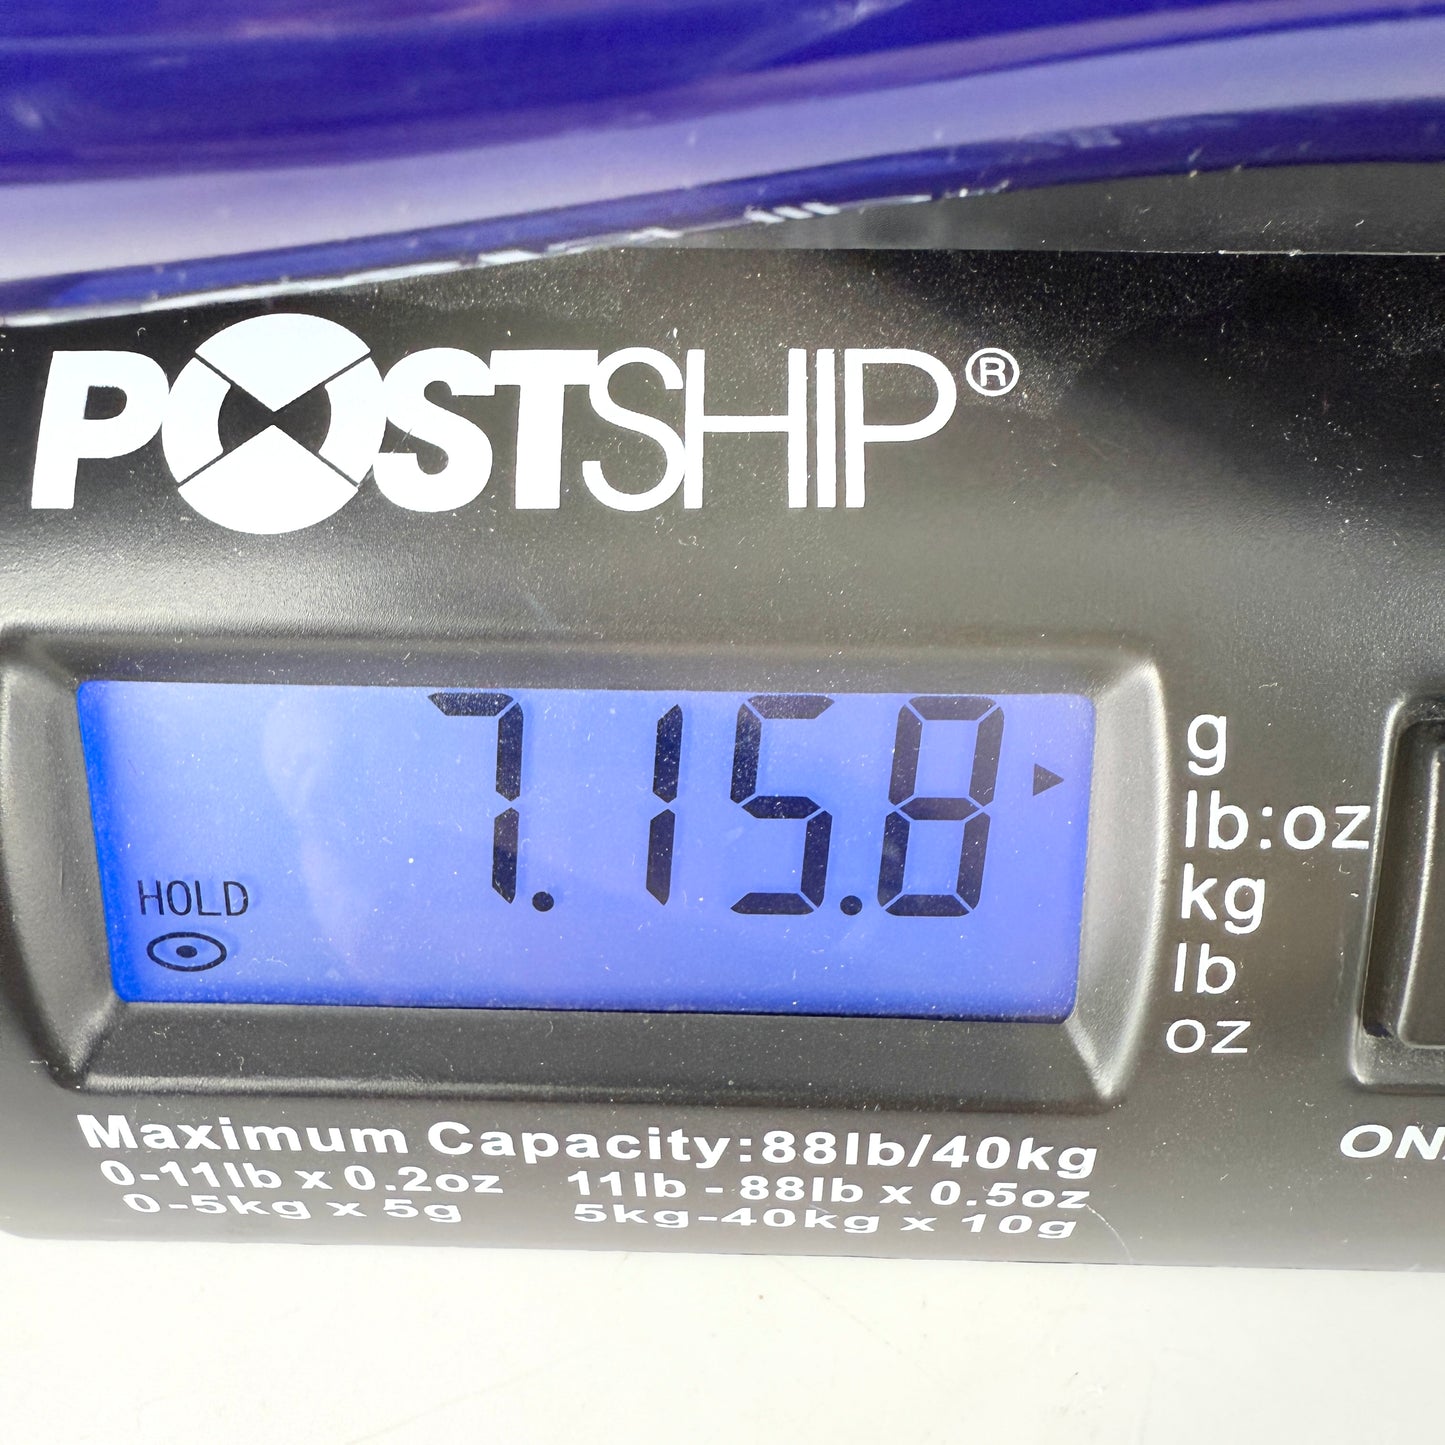 POSTSHIP®
7.15.8
HOLD
g
lb:oz
kg
lb
oz
Maximum Capacity:88lb/40kg
0-11lb x 0.2oz 11lb - 88lb x 0.5oz
0-5kg x 5g 5kg-40kg x 10g